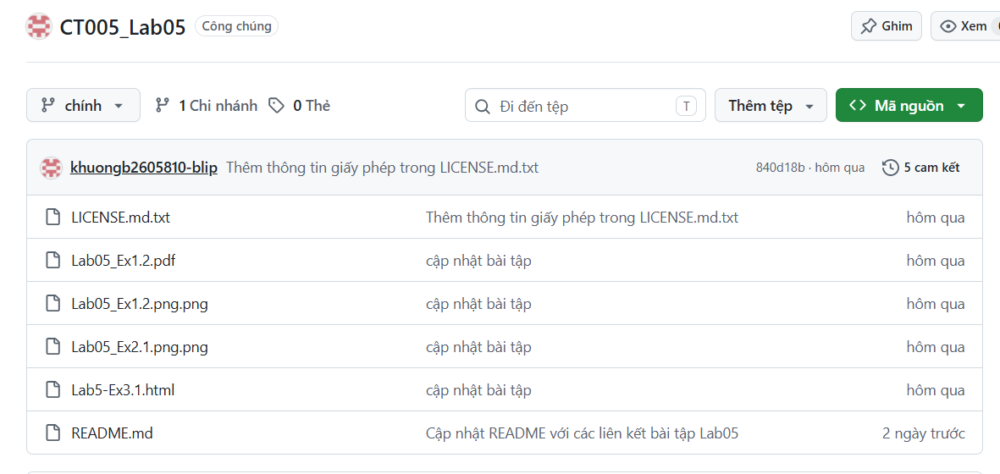 CT005_Lab05 Công chúng Ghim Xem
chính 1 Chi nhánh 0 Thẻ Đi đến tệp T Thêm tệp Mã nguồn
khuongb2605810-blip Thêm thông tin giấy phép trong LICENSE.md.txt 840d18b · hôm qua 5 cam kết
LICENSE.md.txt Thêm thông tin giấy phép trong LICENSE.md.txt hôm qua
Lab05_Ex1.2.pdf cập nhật bài tập hôm qua
Lab05_Ex1.2.png.png cập nhật bài tập hôm qua
Lab05_Ex2.1.png.png cập nhật bài tập hôm qua
Lab5-Ex3.1.html cập nhật bài tập hôm qua
README.md Cập nhật README với các liên kết bài tập Lab05 2 ngày trước